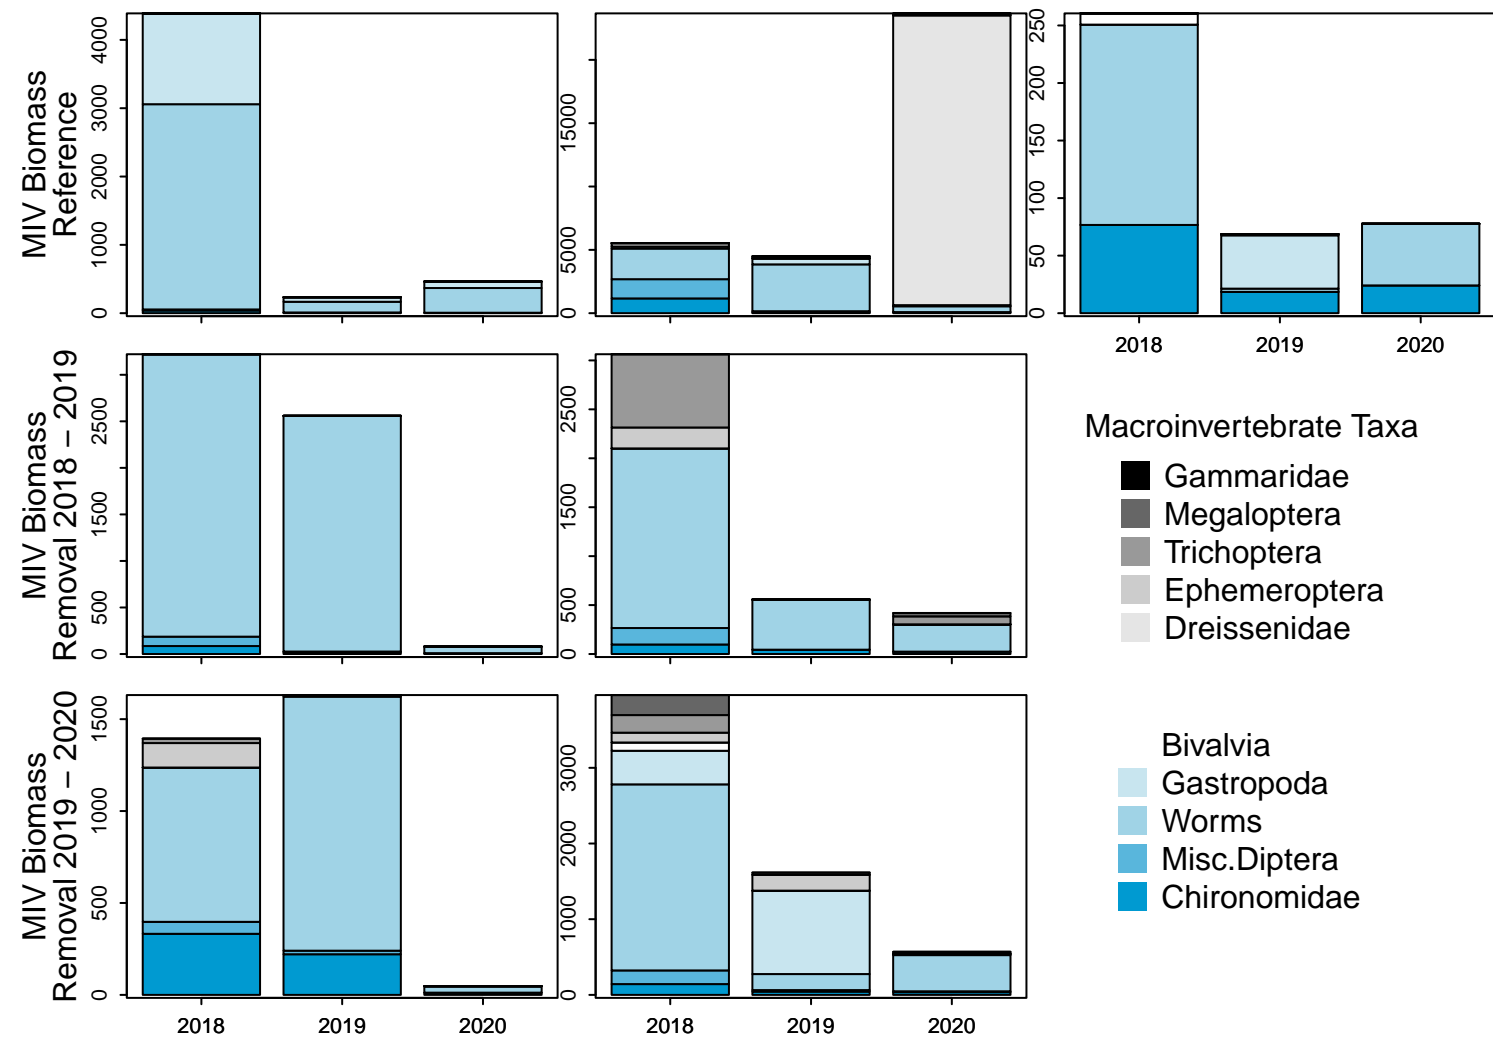 MIV Biomass
Reference
0
1000
2000
3000
4000
0
5000
15000
0
50
100
150
200
250
2018
2019
2020
MIV Biomass
Removal 2018 – 2019
0
500
1500
2500
0
500
1500
2500
Macroinvertebrate Taxa
Gammaridae
Megaloptera
Trichoptera
Ephemeroptera
Dreissenidae
Bivalvia
Gastropoda
Worms
Misc.Diptera
Chironomidae
MIV Biomass
Removal 2019 – 2020
0
500
1000
1500
2018
2019
2020
0
1000
2000
3000
2018
2019
2020